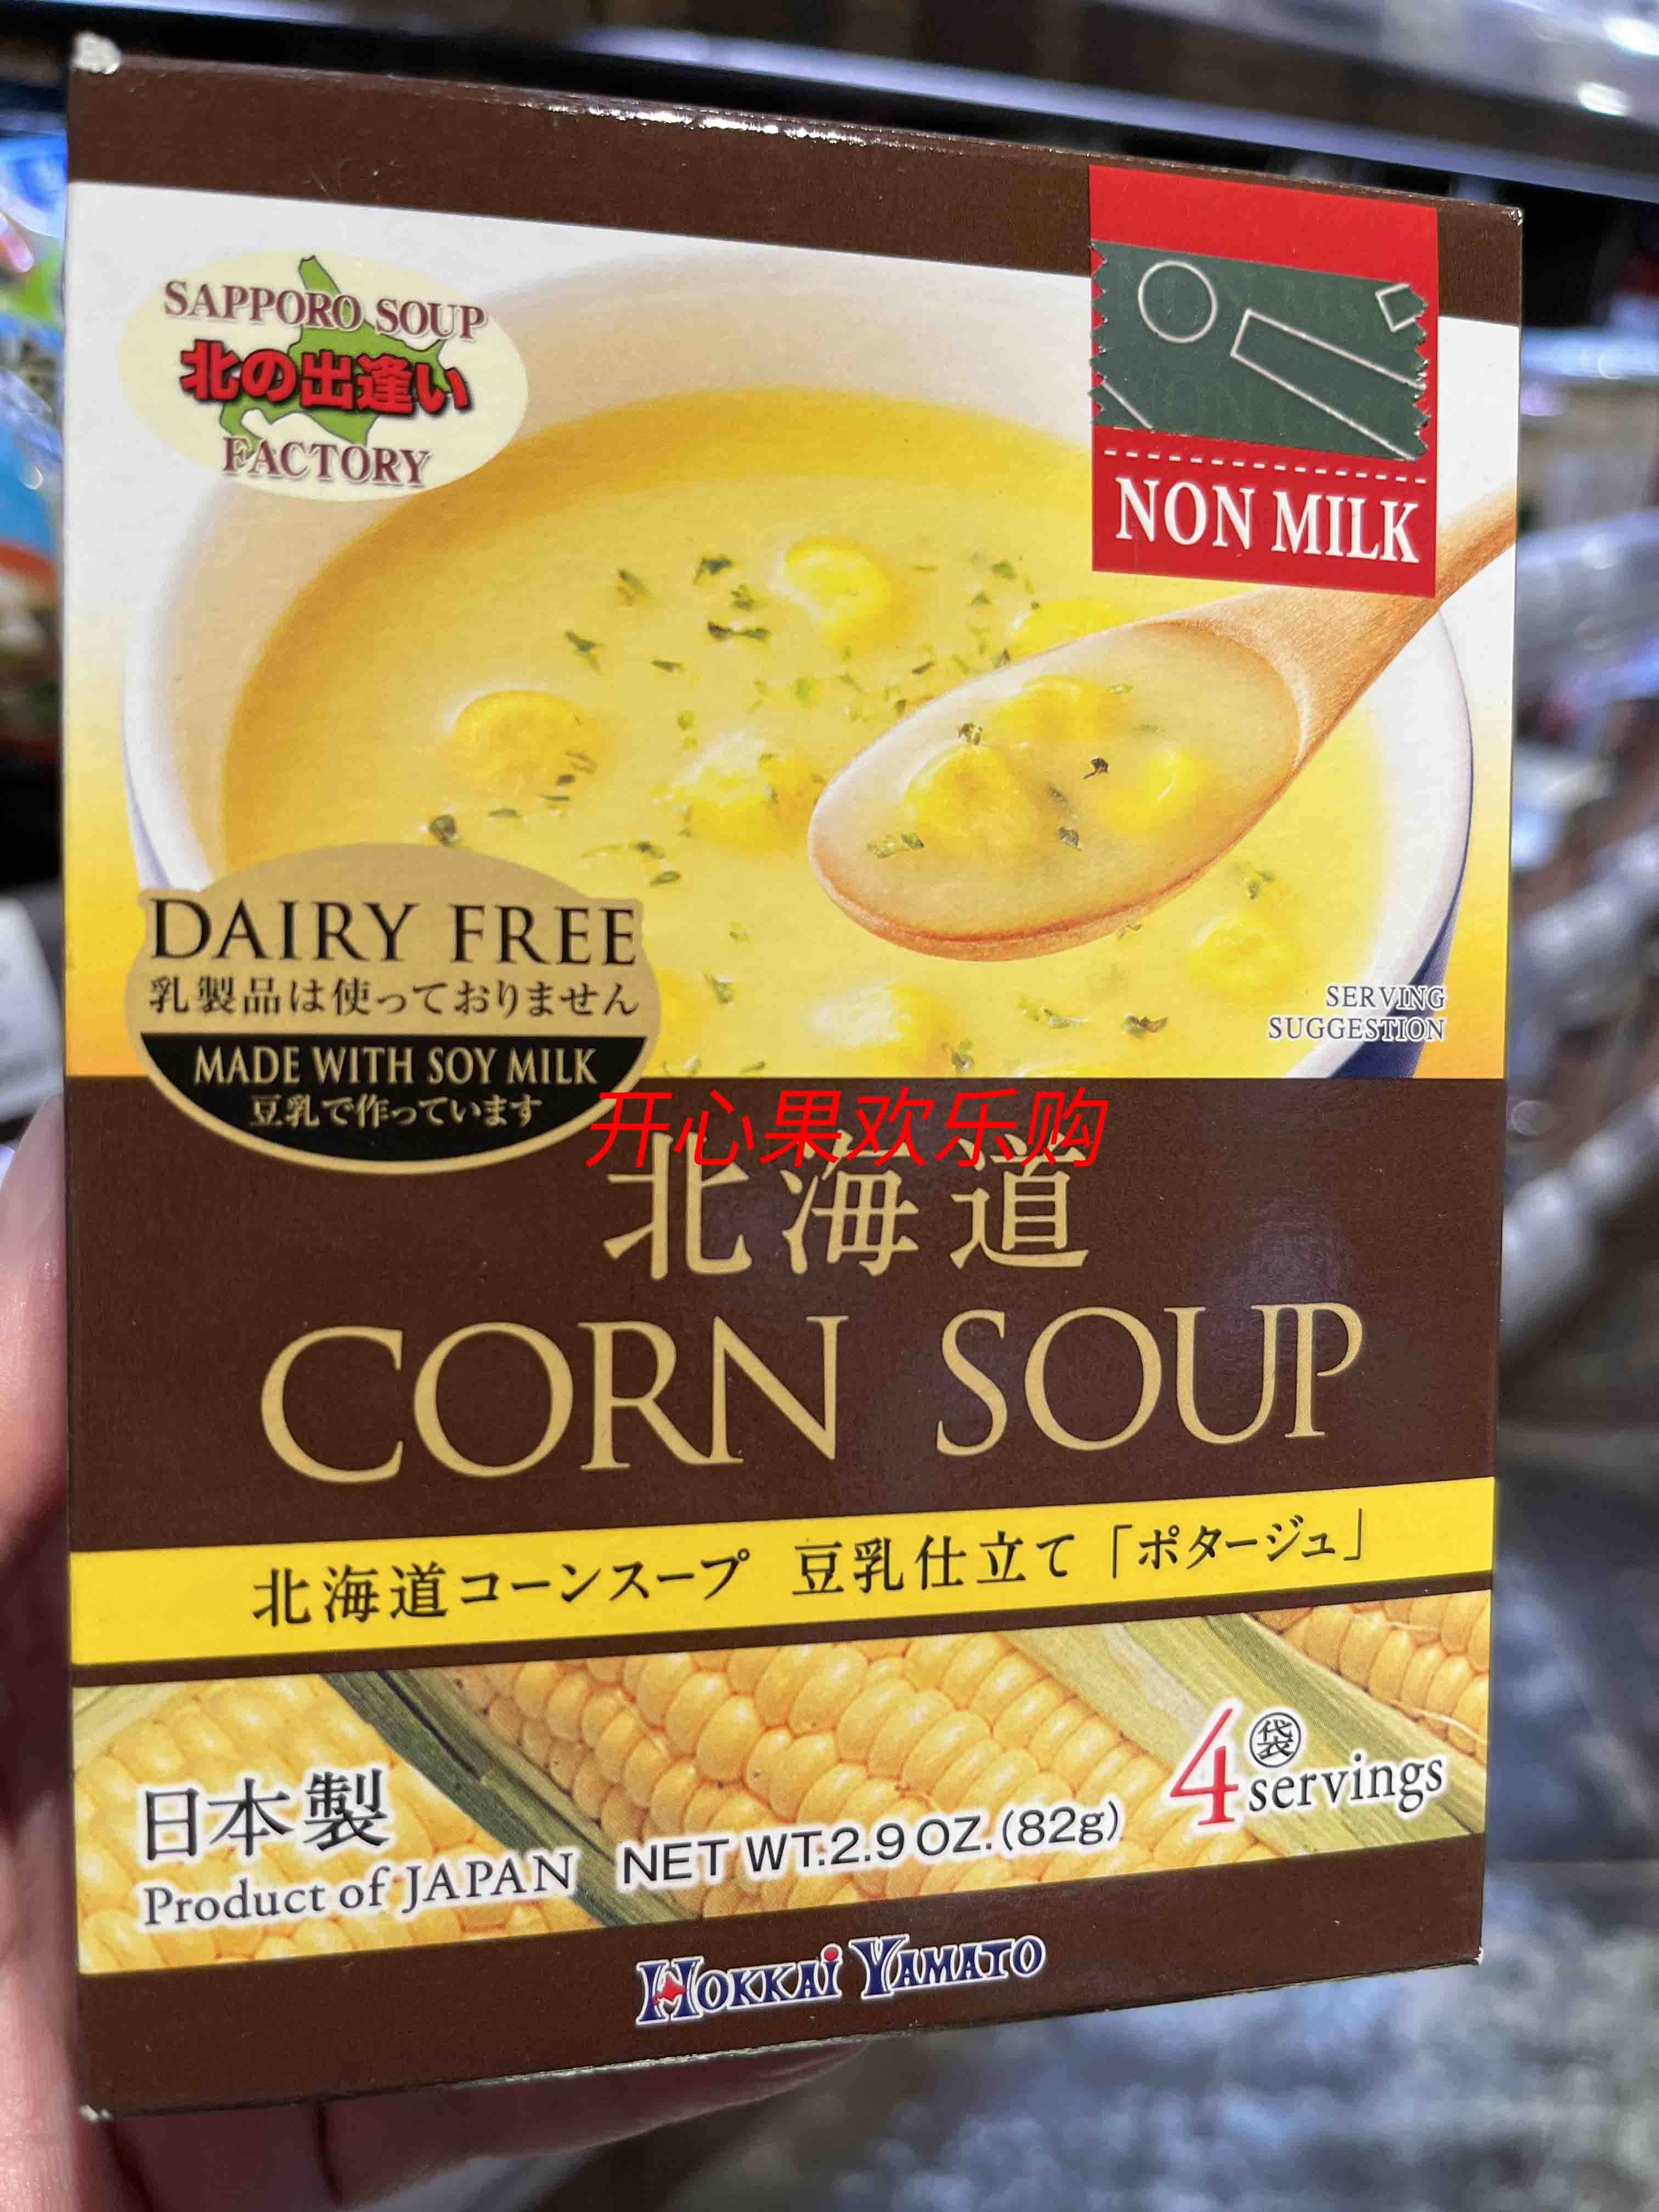 SAPPORO SOUP
北の出逢い
FACTORY
NON MILK
DAIRY FREE
乳製品は使っておりません
MADE WITH SOY MILK
豆乳で作っています
SERVING
SUGGESTION
开心果欢乐购
北海道
CORN SOUP
北海道コーンスープ 豆乳仕立て「ポタージュ」
4袋
servings
日本製
Product of JAPAN
NET WT.2.9 OZ.(82g)
HOKKAI YAMATO